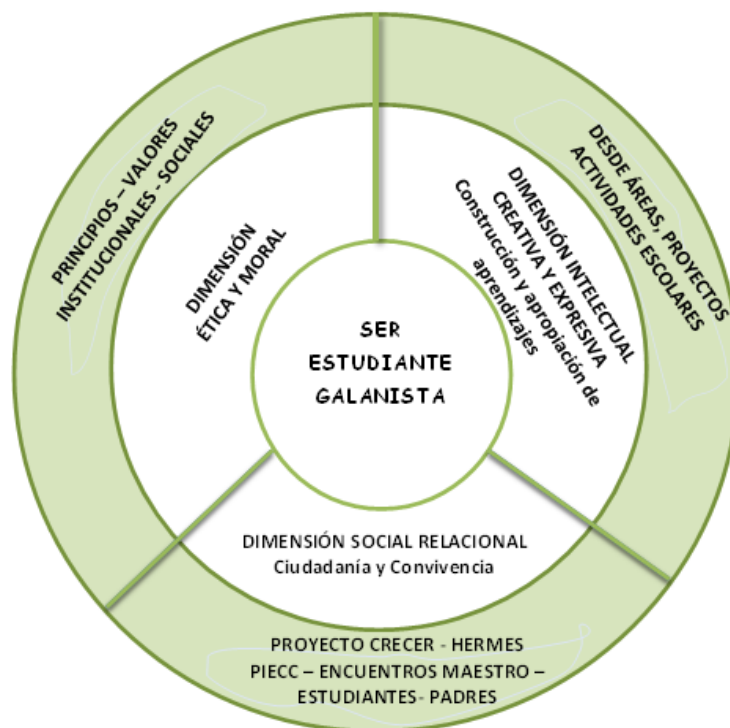 PRINCIPIOS – VALORES
INSTITUCIONALES - SOCIALES
DIMENSIÓN
ÉTICA Y MORAL
DESDE ÁREAS, PROYECTOS
ACTIVIDADES ESCOLARES
DIMENSIÓN INTELECTUAL
CREATIVA Y EXPRESIVA
Construcción y apropiación de
aprendizajes
SER
ESTUDIANTE
GALANISTA
DIMENSIÓN SOCIAL RELACIONAL
Ciudadanía y Convivencia
PROYECTO CRECER - HERMES
PIECC – ENCUENTROS MAESTRO –
ESTUDIANTES- PADRES